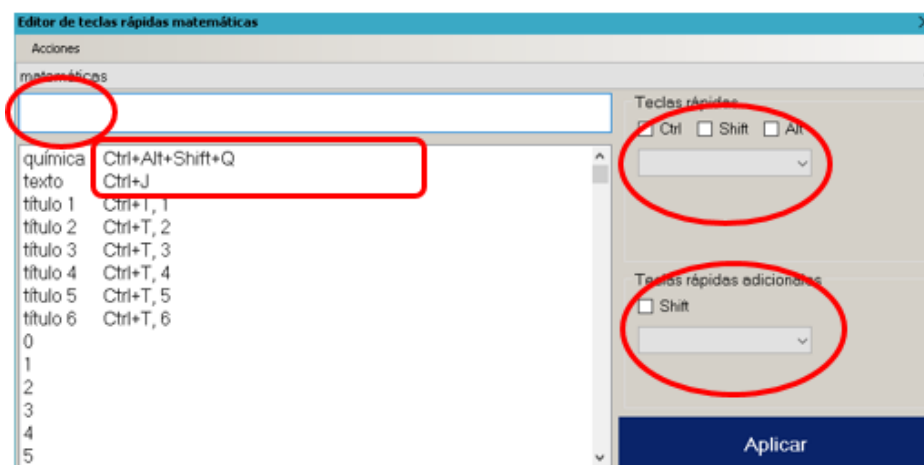 Editor de teclas rápidas matemáticas
Acciones
matemáticas
química Ctrl+Alt+Shift+Q
texto Ctrl+J
título 1 Ctrl+T, 1
título 2 Ctrl+T, 2
título 3 Ctrl+T, 3
título 4 Ctrl+T, 4
título 5 Ctrl+T, 5
título 6 Ctrl+T, 6
0
1
2
3
4
5
Teclas rápidas
Ctrl Shift Alt
Teclas rápidas adicionales
Shift
Aplicar